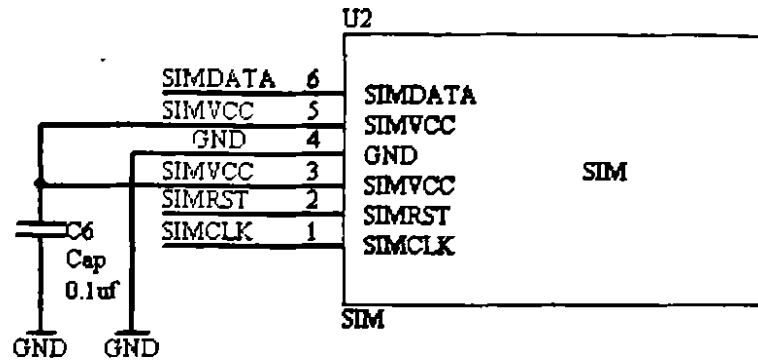 U2
SIMDATA 6 SIMDATA
SIMVCC 5 SIMVCC
GND 4 GND
SIMVCC 3 SIMVCC
SIM
SIMRST 2 SIMRST
SIMCLK 1 SIMCLK
C6
Cap
0.1uf
SIM
GND GND